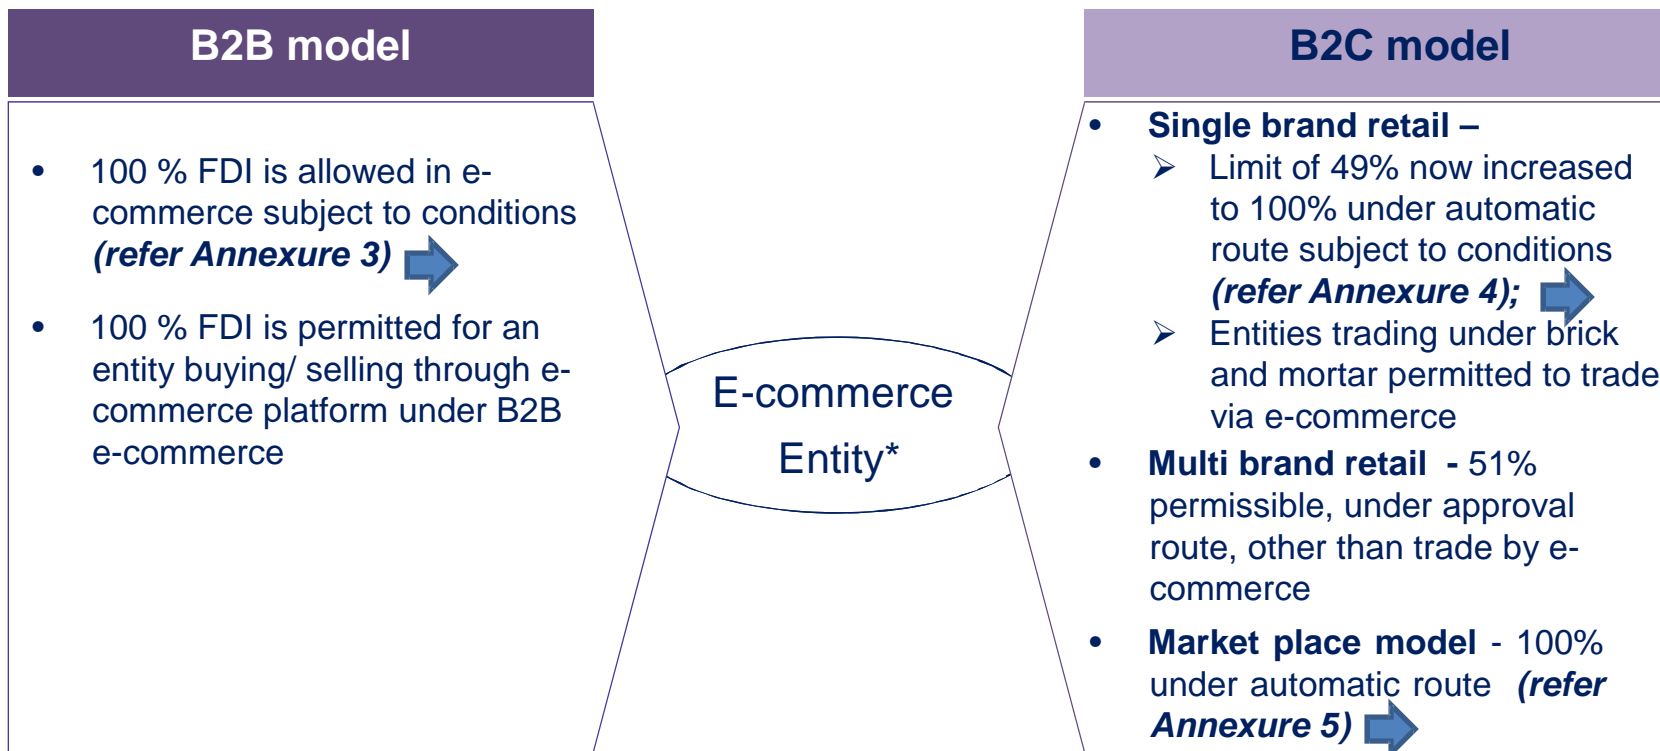 B2B model
• 100 % FDI is allowed in e-
commerce subject to conditions
(refer Annexure 3)
• 100 % FDI is permitted for an
entity buying/ selling through e-
commerce platform under B2B
e-commerce
E-commerce
Entity*
B2C model
• Single brand retail –
➢ Limit of 49% now increased
to 100% under automatic
route subject to conditions
(refer Annexure 4);
➢ Entities trading under brick
and mortar permitted to trade
via e-commerce
• Multi brand retail - 51%
permissible, under approval
route, other than trade by e-
commerce
• Market place model - 100%
under automatic route (refer
Annexure 5)